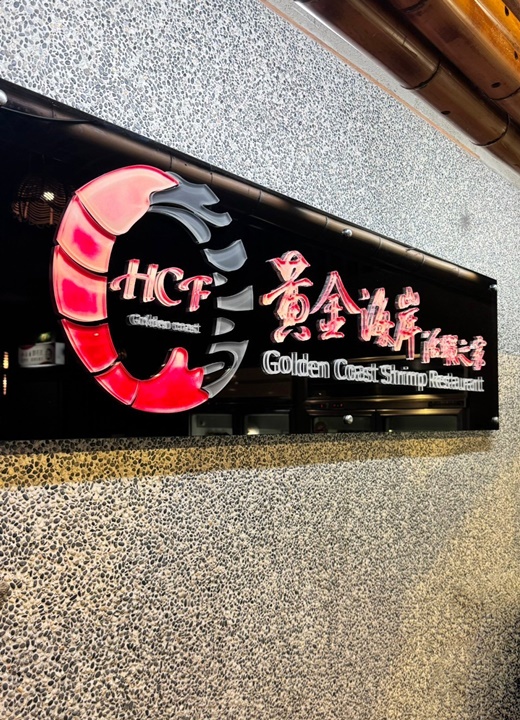 HCF
Golden coast
黃金海岸活蝦之家
Golden Coast Shrimp Restaurant